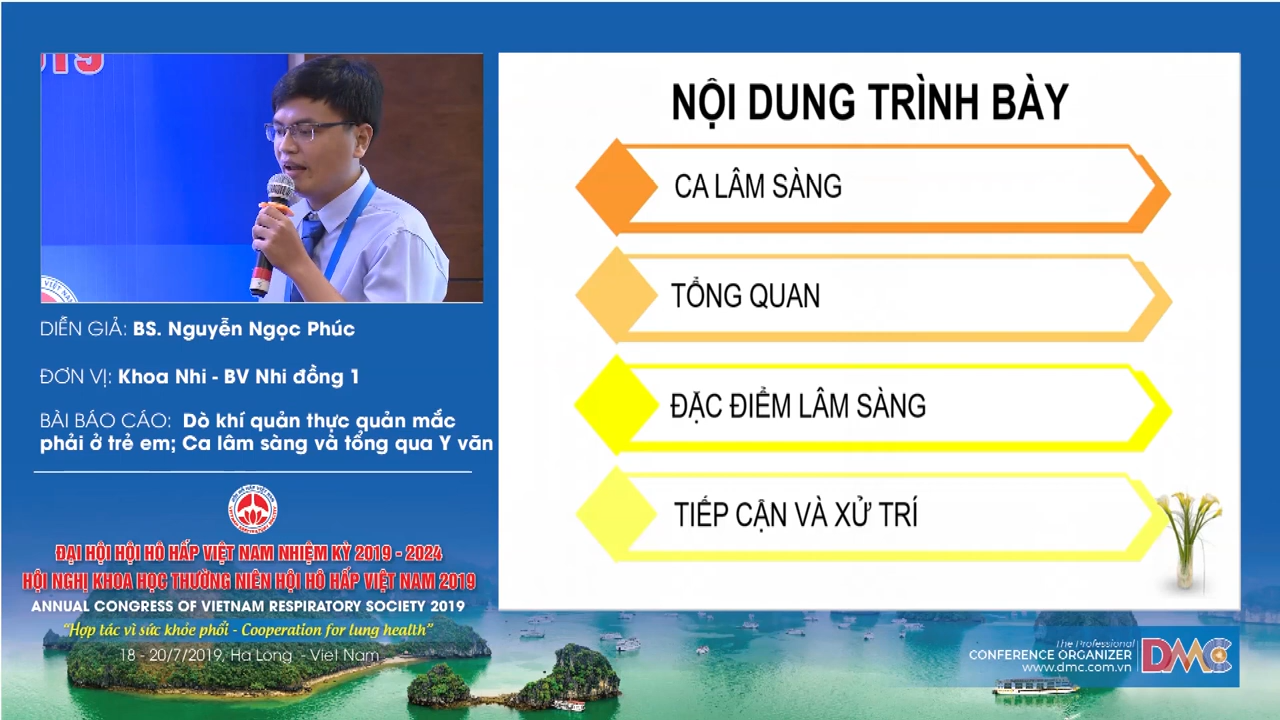 2019
DIỄN GIẢ: BS. Nguyễn Ngọc Phúc
ĐƠN VỊ: Khoa Nhi - BV Nhi đồng 1
BÀI BÁO CÁO: Dò khí quản thực quản mắc
phải ở trẻ em; Ca lâm sàng và tổng qua Y văn
ĐẠI HỘI HỘI HÔ HẤP VIỆT NAM NHIỆM KỲ 2019 - 2024
HỘI NGHỊ KHOA HỌC THƯỜNG NIÊN HỘI HÔ HẤP VIỆT NAM 2019
ANNUAL CONGRESS OF VIETNAM RESPIRATORY SOCIETY 2019
“Hợp tác vì sức khỏe phổi - Cooperation for lung health”
18 - 20/7/2019, Ha Long - Viet Nam
NỘI DUNG TRÌNH BÀY
CA LÂM SÀNG
TỔNG QUAN
ĐẶC ĐIỂM LÂM SÀNG
TIẾP CẬN VÀ XỬ TRÍ
The Professional
CONFERENCE ORGANIZER
www.dmc.com.vn
DMC